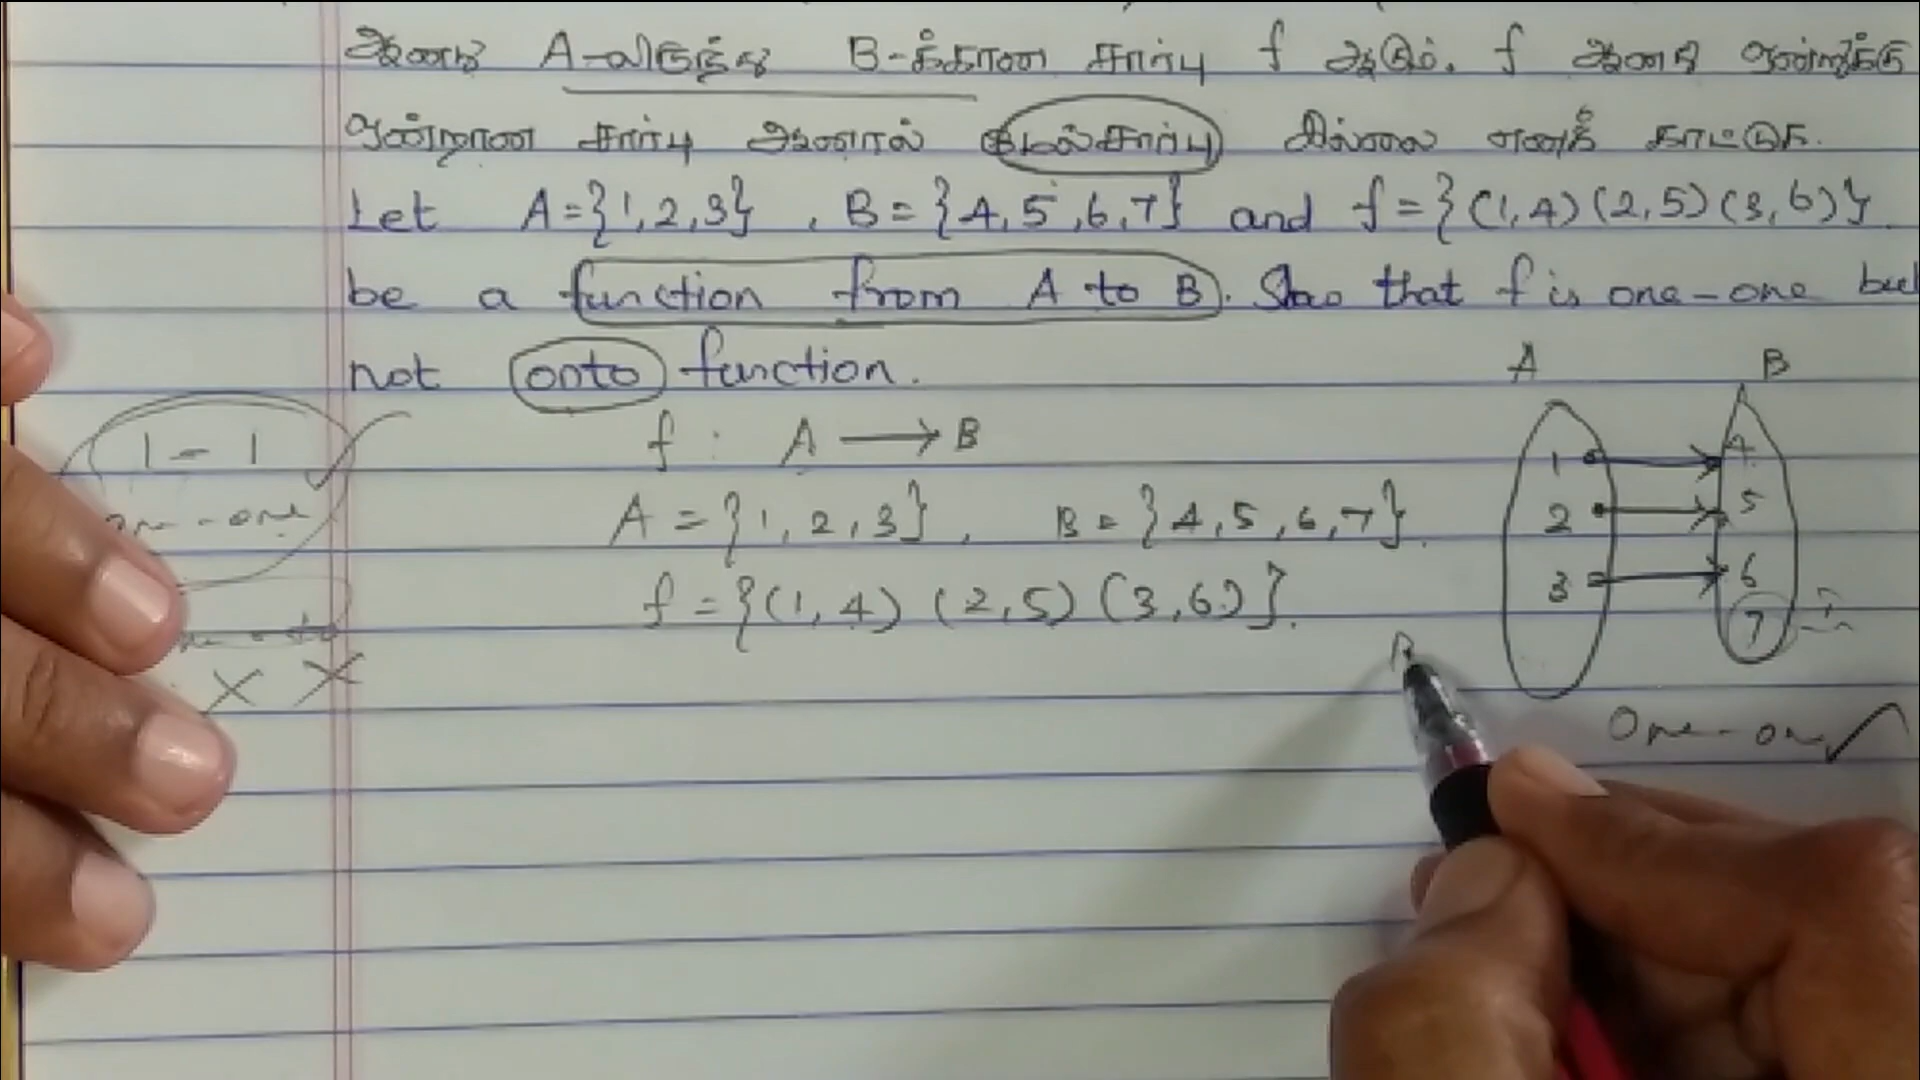 ஆனது A-லிருந்து B-க்கான சார்பு f ஆகும். f ஆனது ஒன்றுக்கு
ஒன்றான சார்பு ஆனால் மேல்சார்பு இல்லை எனக் காட்டுக.
Let A={1,2,3} , B={4,5,6,7} and f={(1,4)(2,5)(3,6)}
be a function from A to B. Show that f is one-one but
not onto function.
A B
1-1
one-one
f : A → B
A={1,2,3}, B={4,5,6,7}.
f={(1,4)(2,5)(3,6)}.
1 4
2 5
3 6
7
X X
One-one ✓